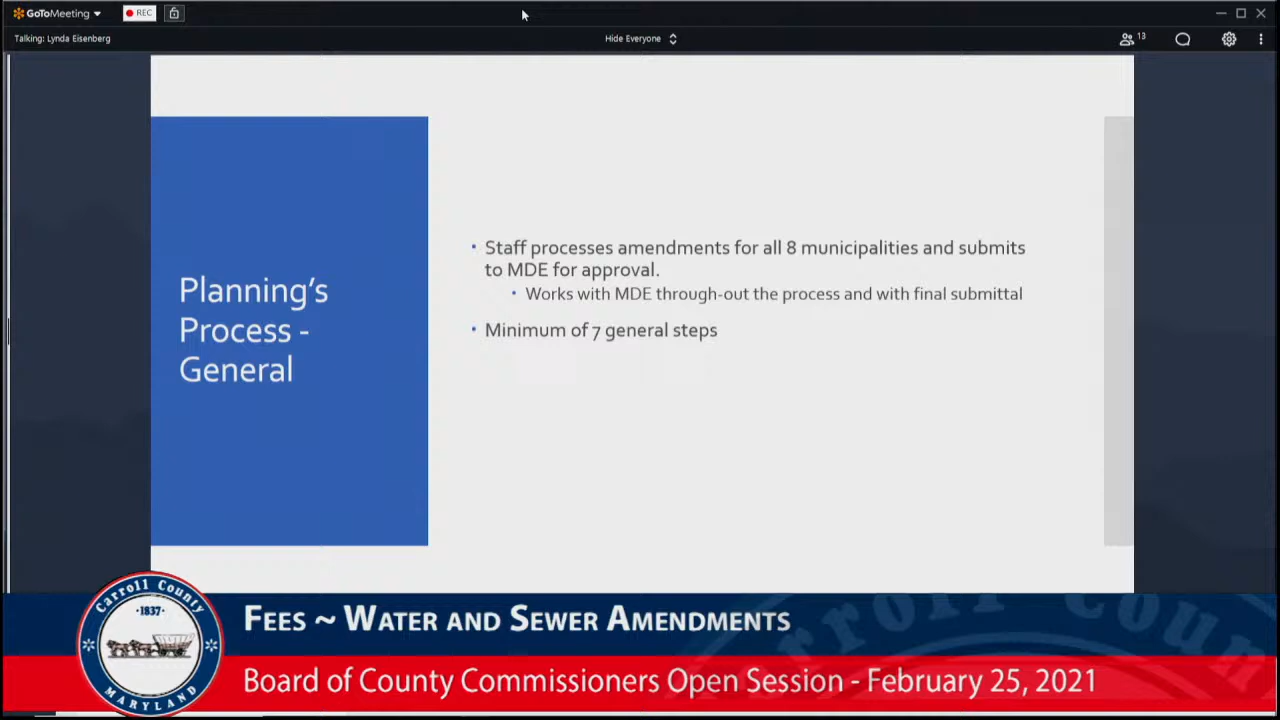 GoToMeeting
REC
Talking: Lynda Eisenberg
Hide Everyone
13
Planning's
Process -
General
• Staff processes amendments for all 8 municipalities and submits
to MDE for approval.
• Works with MDE through-out the process and with final submittal
• Minimum of 7 general steps
Carroll County
·1837·
MARYLAND
Fees ~ Water and Sewer Amendments
Board of County Commissioners Open Session - February 25, 2021